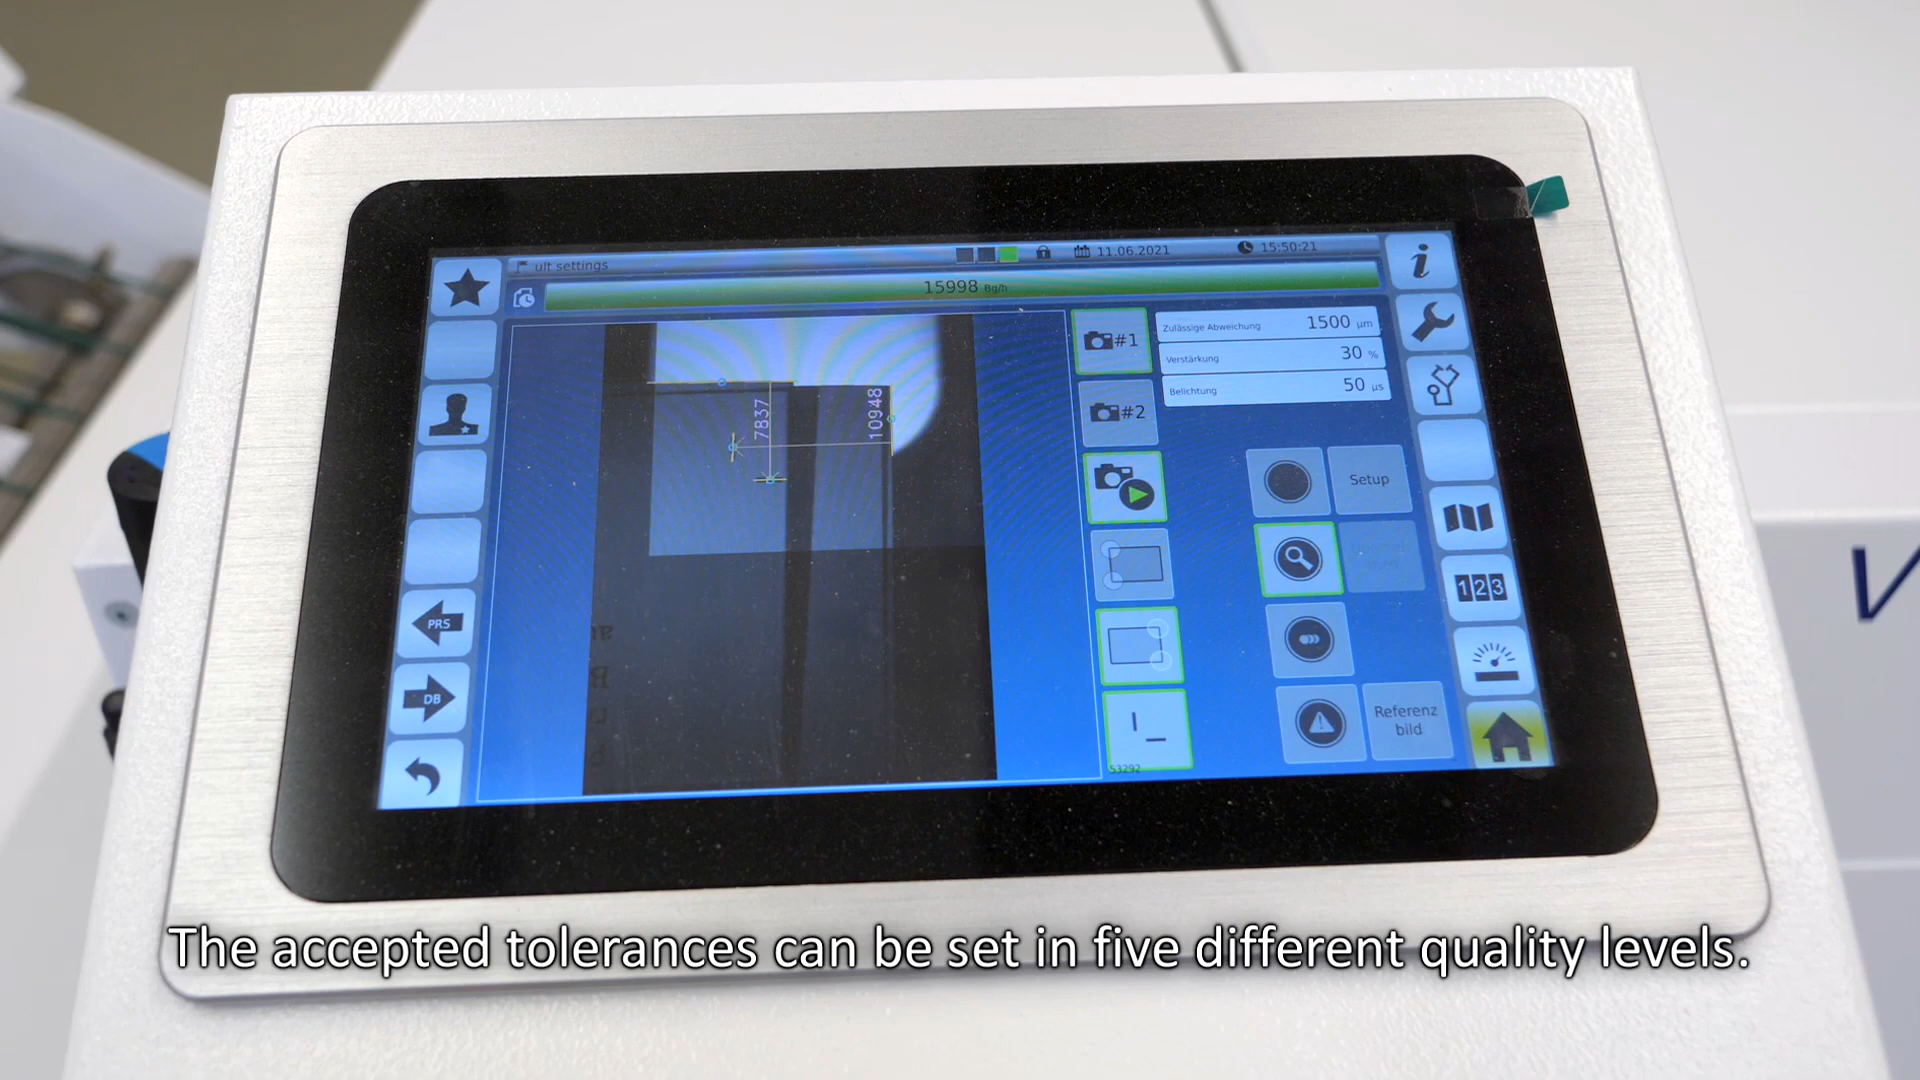 ult settings
11.06.2021
15:50:21
15998 Bg/h
#1
Zulässige Abweichung 1500 µm
Verstärkung 30 %
Belichtung 50 µs
#2
7837
10948
Setup
PRS
DB
123
Referenz
bild
53292
V
The accepted tolerances can be set in five different quality levels.